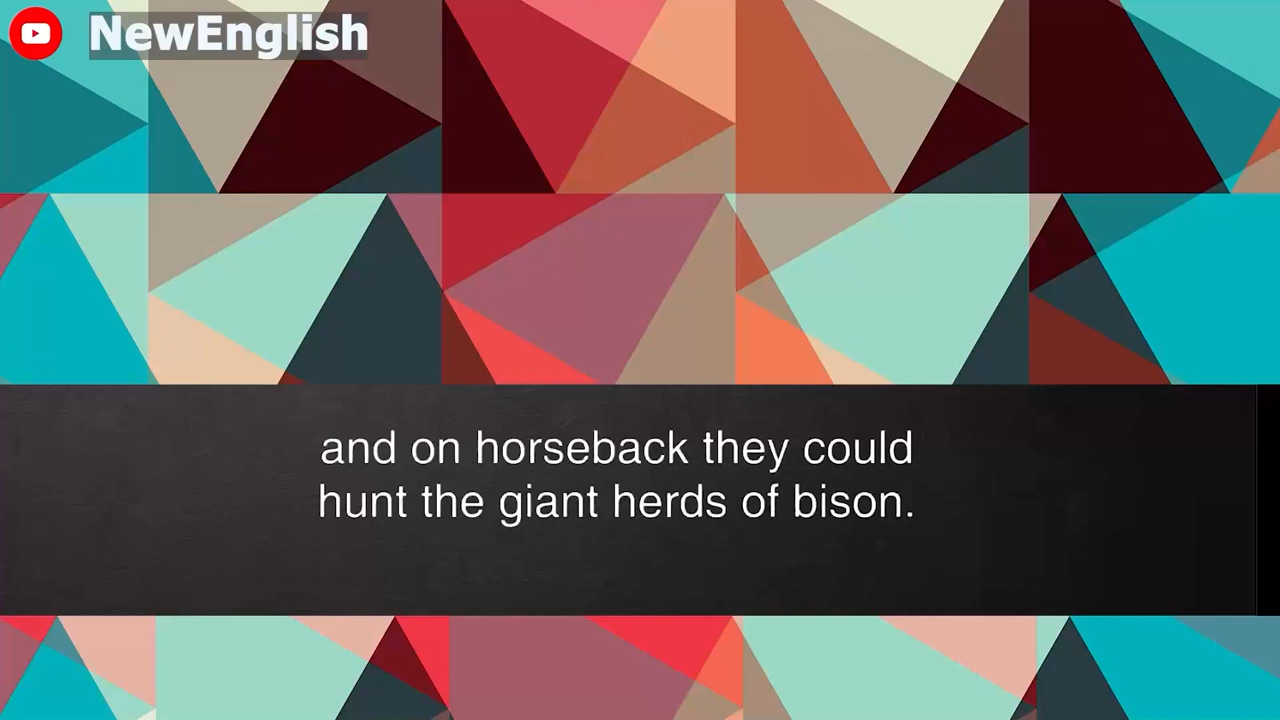 NewEnglish
and on horseback they could
hunt the giant herds of bison.